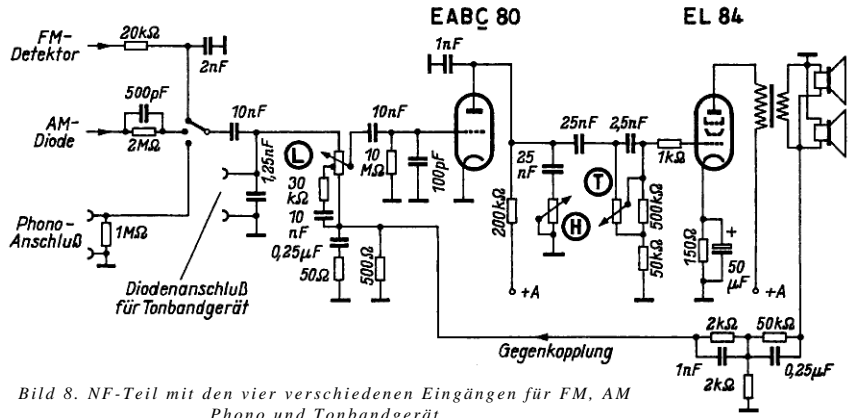 EABC 80
EL 84
FM-
Detektor
20kΩ
2nF
1nF
500pF
AM-
Diode
2MΩ
10nF
1,25nF
L
10nF
10
MΩ
100pF
30
kΩ
10
nF
0,25µF
50Ω
500Ω
200kΩ
25
nF
25nF
2,5nF
H
T
1kΩ
500kΩ
50kΩ
150Ω
+
50
µF
+A
+A
Phono-
Anschluß
1MΩ
Diodenanschluß
für Tonbandgerät
Gegenkopplung
2kΩ
50kΩ
1nF
0,25µF
2kΩ
Bild 8. NF-Teil mit den vier verschiedenen Eingängen für FM, AM
Phono und Tonbandgerät